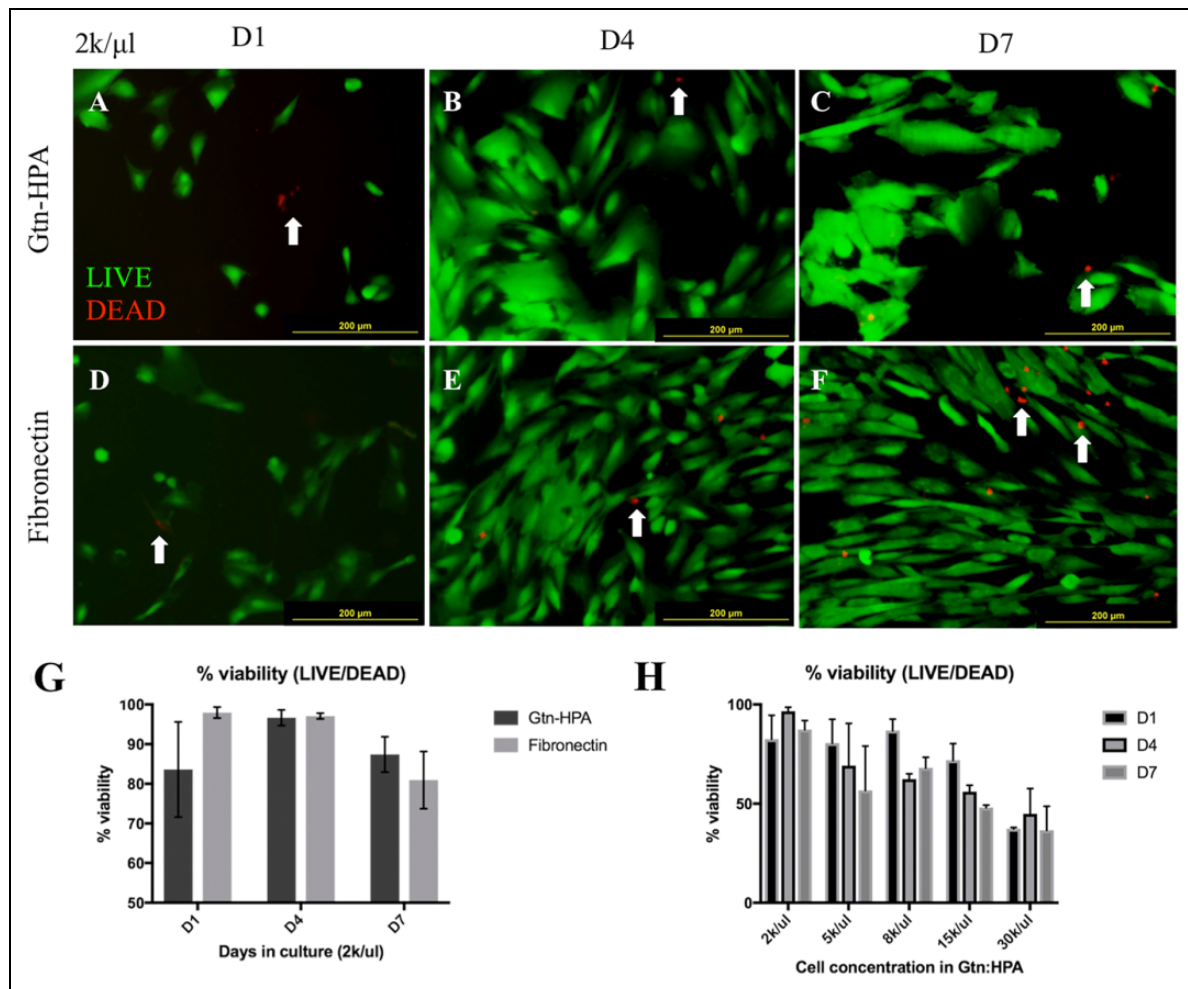 2k/μl
D1
D4
D7
Gtn-HPA
A
LIVE
DEAD
200 μm
B
200 μm
C
200 μm
Fibronectin
D
200 μm
E
200 μm
F
200 μm
G
% viability (LIVE/DEAD)
100
90
80
70
60
50
% viability
D1
D4
D7
Days in culture (2k/ul)
Gtn-HPA
Fibronectin
H
% viability (LIVE/DEAD)
100
50
0
% viability
2k/ul
5k/ul
8k/ul
15k/ul
30k/ul
Cell concentration in Gtn:HPA
D1
D4
D7